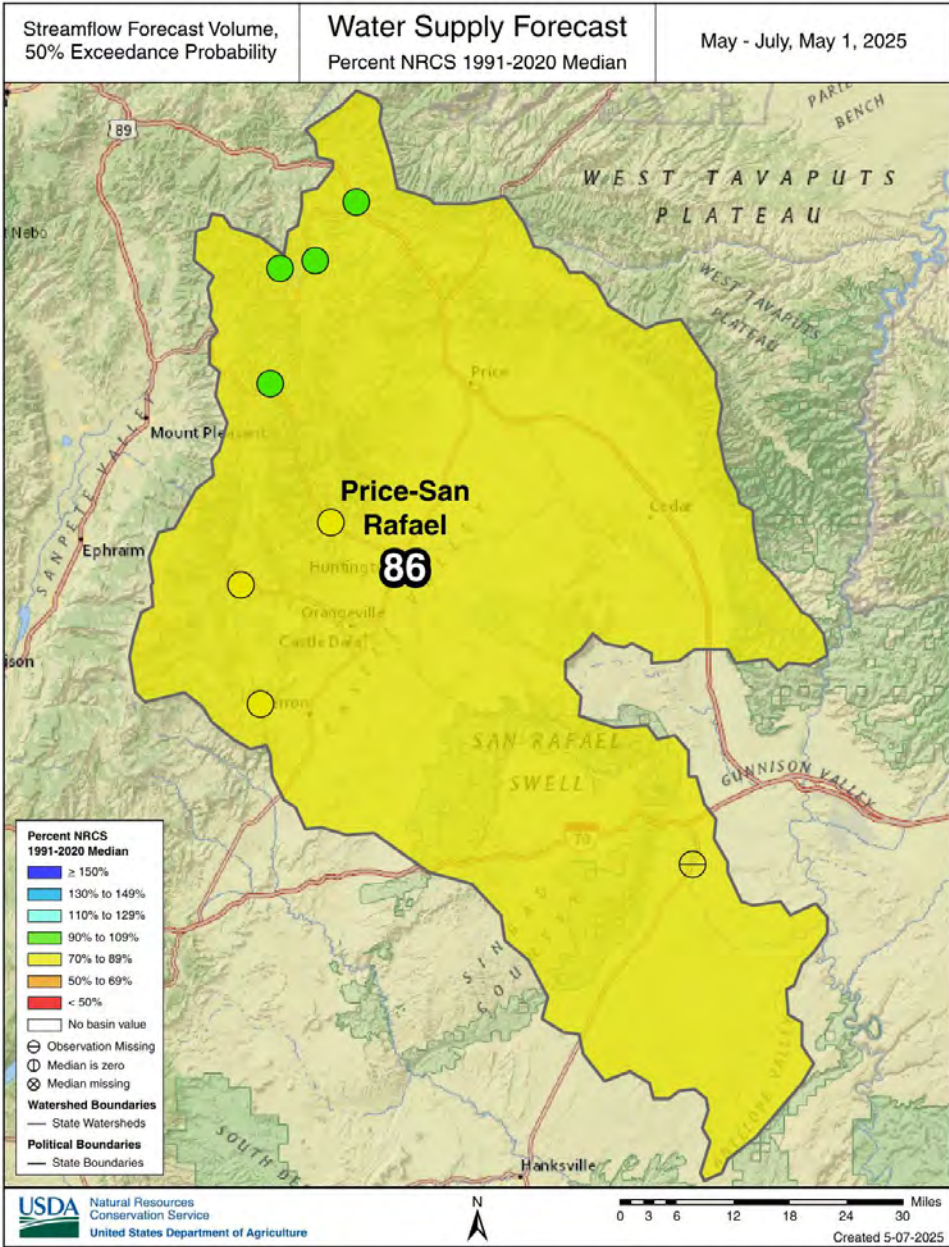 Streamflow Forecast Volume,
50% Exceedance Probability
Water Supply Forecast
Percent NRCS 1991-2020 Median
May - July, May 1, 2025
BENCH
89
WEST TAVAPUTS
PLATEAU
Nebo
WEST TAVAPUTS
PLATEAU
Price
Mount Pleasant
SANPETE VALLEY
Price-San
Rafael
86
Cedar
Ephraim
Huntington
Orangeville
Castle Dale
ison
erron
SAN RAFAEL
SWELL
GUNNISON VALLEY
70
Percent NRCS
1991-2020 Median
≥ 150%
130% to 149%
110% to 129%
90% to 109%
70% to 89%
50% to 69%
< 50%
No basin value
Observation Missing
Median is zero
Median missing
Watershed Boundaries
State Watersheds
Political Boundaries
State Boundaries
SOUTH DE
Hanksville
USDA
Natural Resources
Conservation Service
United States Department of Agriculture
N
Miles
0 3 6 12 18 24 30
Created 5-07-2025